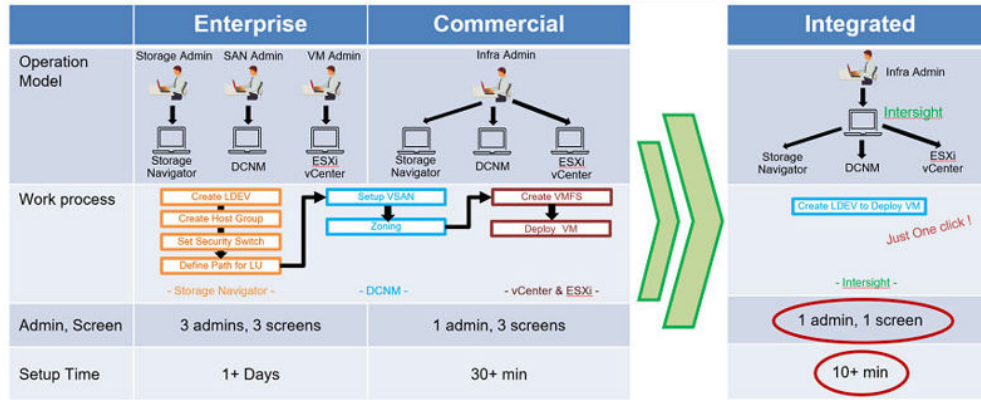 Enterprise
Commercial
Integrated
Operation
Model
Storage Admin
SAN Admin
VM Admin
Infra Admin
Infra Admin
Intersight
Storage
Navigator
DCNM
ESXi
vCenter
Storage
Navigator
DCNM
ESXi
vCenter
Storage
Navigator
DCNM
ESXi
vCenter
Work process
Create LDEV
Create Host Group
Set Security Switch
Define Path for LU
Setup VSAN
Zoning
Create VMFS
Deploy VM
Create LDEV to Deploy VM
Just One click !
- Storage Navigator -
- DCNM -
- vCenter & ESXi -
- Intersight -
Admin, Screen
3 admins, 3 screens
1 admin, 3 screens
1 admin, 1 screen
Setup Time
1+ Days
30+ min
10+ min